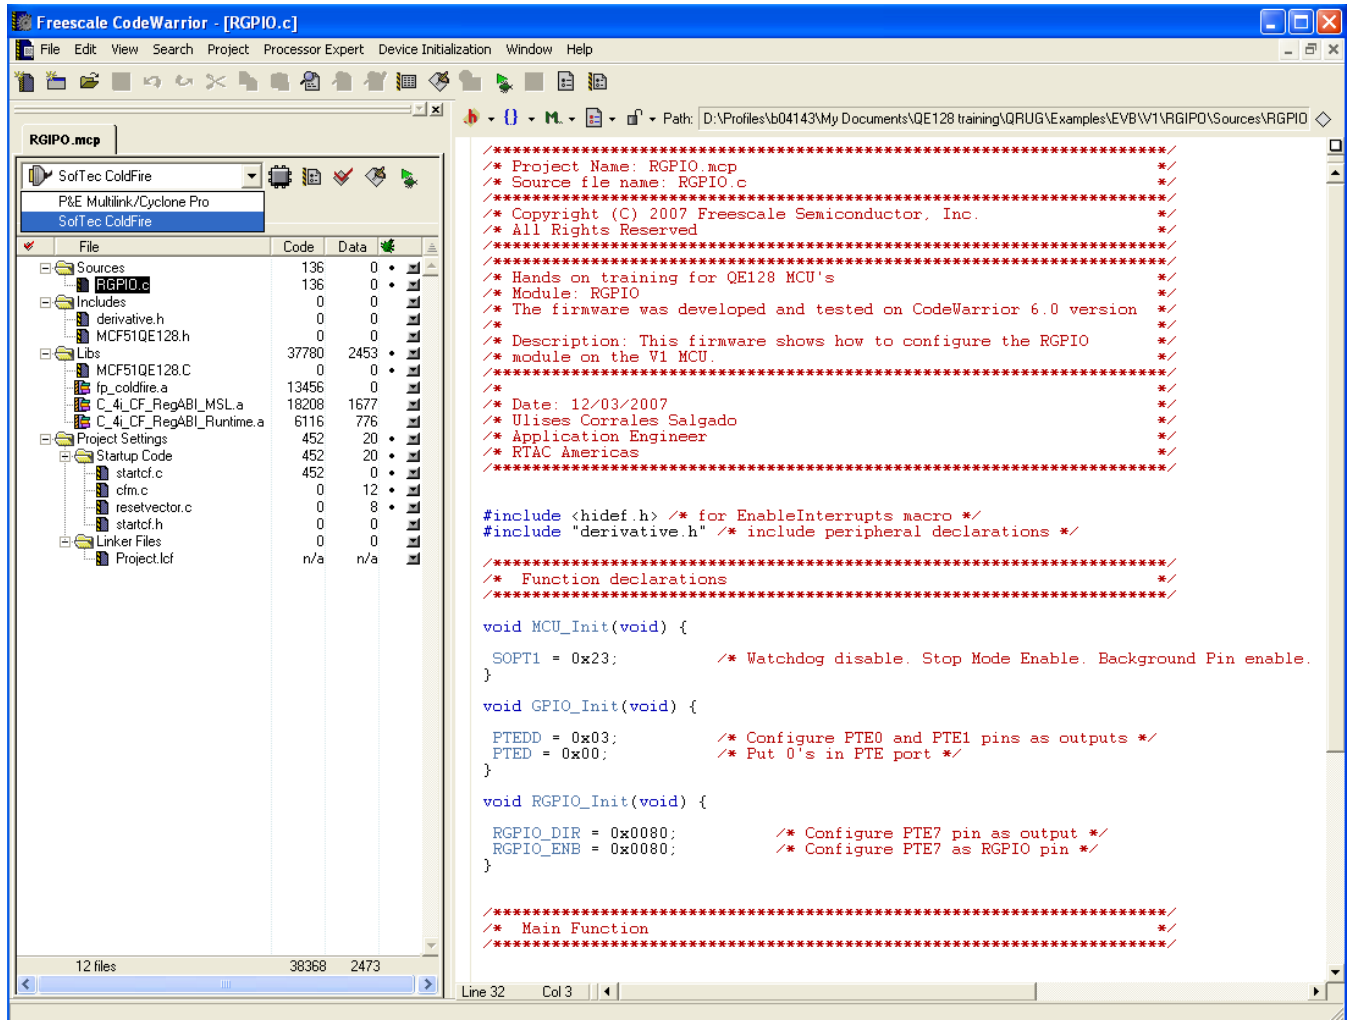 Freescale CodeWarrior - [RGPIO.c]
File Edit View Search Project Processor Expert Device Initialization Window Help
Path: D:\Profiles\b04143\My Documents\QE128 training\QRUG\Examples\EVB\V1\RGIPO\Sources\RGPIO
RGIPO.mcp
SofTec ColdFire
P&E Multilink/Cyclone Pro
SofTec ColdFire
File Code Data
Sources 136 0
RGPIO.c 136 0
Includes 0 0
derivative.h 0 0
MCF51QE128.h 0 0
Libs 37780 2453
MCF51QE128.C 0 0
fp_coldfire.a 13456 0
C_4i_CF_RegABI_MSL.a 18208 1677
C_4i_CF_RegABI_Runtime.a 6116 776
Project Settings 452 20
Startup Code 452 20
startcf.c 452 0
cfm.c 0 12
resetvector.c 0 8
startcf.h 0 0
Linker Files 0 0
Project.lcf n/a n/a
12 files 38368 2473
/*********************************************************************/
/* Project Name: RGPIO.mcp */
/* Source fle name: RGPIO.c */
/*********************************************************************/
/* Copyright (C) 2007 Freescale Semiconductor, Inc. */
/* All Rights Reserved */
/*********************************************************************/
/*********************************************************************/
/* Hands on training for QE128 MCU's */
/* Module: RGPIO */
/* The firmware was developed and tested on CodeWarrior 6.0 version */
/* */
/* Description: This firmware shows how to configure the RGPIO */
/* module on the V1 MCU. */
/*********************************************************************/
/* */
/* Date: 12/03/2007 */
/* Ulises Corrales Salgado */
/* Application Engineer */
/* RTAC Americas */
/*********************************************************************/
#include <hidef.h> /* for EnableInterrupts macro */
#include "derivative.h" /* include peripheral declarations */
/*********************************************************************/
/* Function declarations */
/*********************************************************************/
void MCU_Init(void) {
SOPT1 = 0x23; /* Watchdog disable. Stop Mode Enable. Background Pin enable.
}
void GPIO_Init(void) {
PTEDD = 0x03; /* Configure PTE0 and PTE1 pins as outputs */
PTED = 0x00; /* Put 0's in PTE port */
}
void RGPIO_Init(void) {
RGPIO_DIR = 0x0080; /* Configure PTE7 pin as output */
RGPIO_ENB = 0x0080; /* Configure PTE7 as RGPIO pin */
}
/*********************************************************************/
/* Main Function */
/*********************************************************************/
Line 32 Col 3